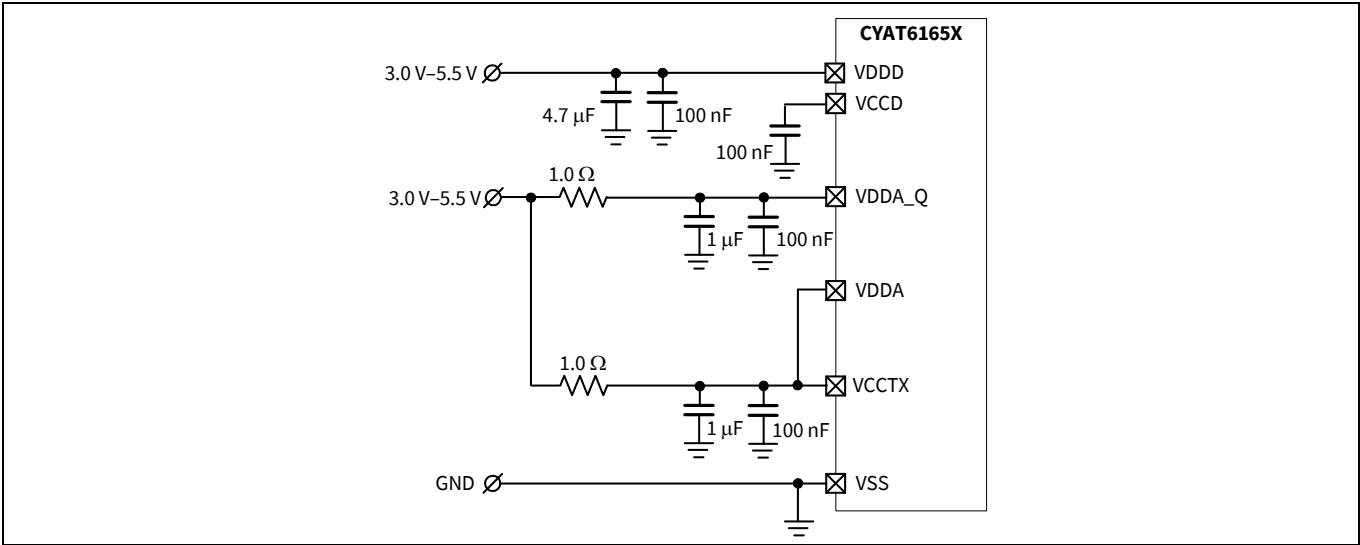 CYAT6165X
3.0 V–5.5 V
VDDD
VCCD
4.7 μF
100 nF
100 nF
1.0 Ω
3.0 V–5.5 V
VDDA_Q
1 μF
100 nF
VDDA
1.0 Ω
VCCTX
1 μF
100 nF
GND
VSS